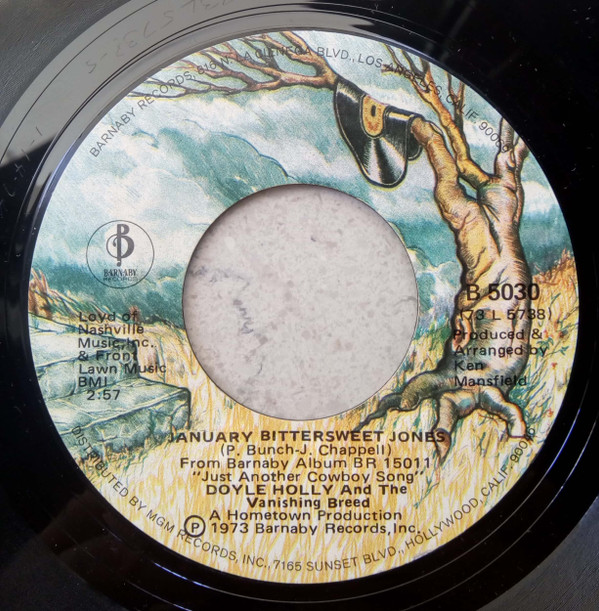 BARNABY RECORDS, 816 N. LA CIENEGA BLVD., LOS ANGELES, CALIF. 90069
B
BARNABY
RECORDS
Loyd of
Nashville
Music, Inc.
& Front
Lawn Music
BMI
2:57
B 5030
(73 L 5738)
Produced &
Arranged by
Ken
Mansfield
JANUARY BITTERSWEET JONES
(P. Bunch-J. Chappell)
From Barnaby Album BR 15011
"Just Another Cowboy Song"
DOYLE HOLLY And The
Vanishing Breed
A Hometown Production
Ⓟ 1973 Barnaby Records, Inc.
DISTRIBUTED BY MGM RECORDS, INC., 7165 SUNSET BLVD., HOLLYWOOD, CALIF. 90046